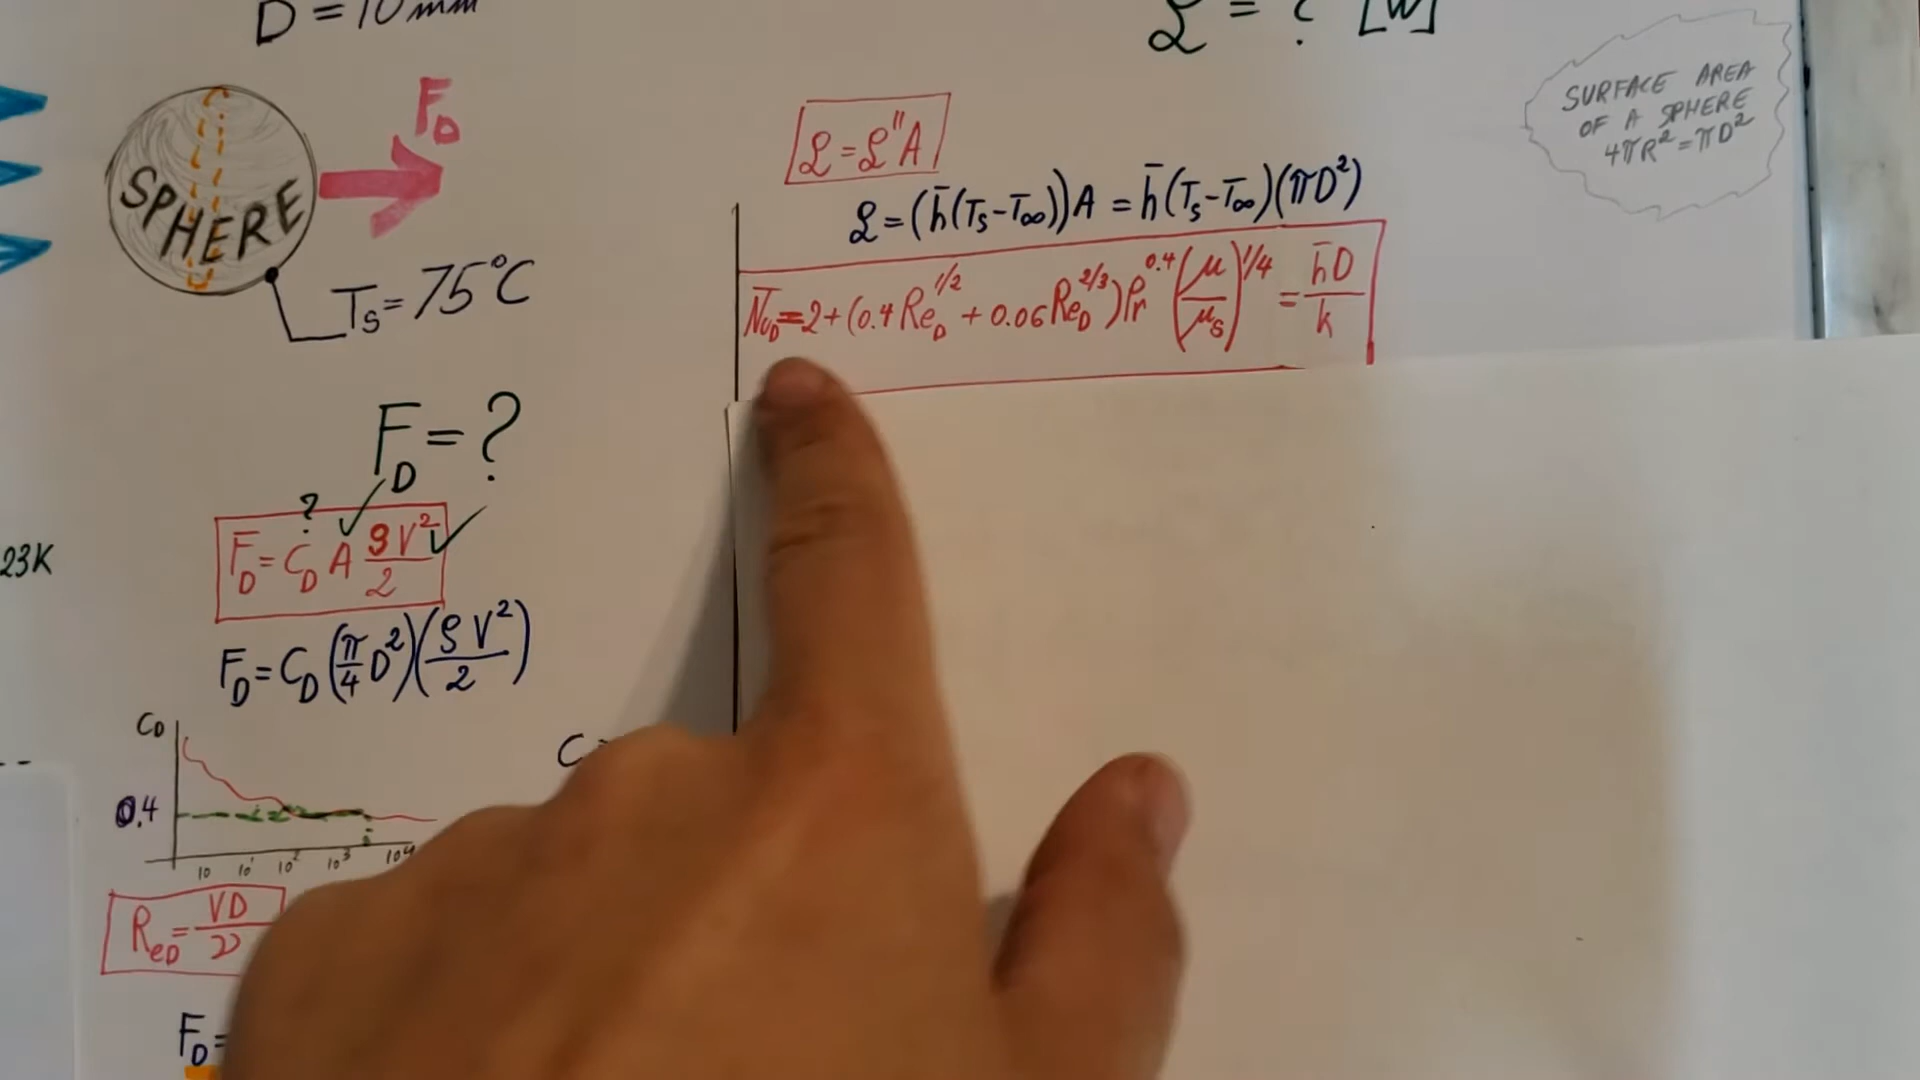 D = 10mm
SPHERE
F_D
T_s = 75°C
F_D = ?
?
F_D = C_D A ρV²/2
F_D = C_D (π/4 D²)(ρV²/2)
C_D
0.4
10 10¹ 10² 10³ 10⁴
Re_D = VD/ν
F_D =
23K
C
q = ? [W]
q = q"A
q = (h̄(T_s-T_∞))A = h̄(T_s-T_∞)(πD²)
N̄u_D = 2 + (0.4 Re_D^1/2 + 0.06 Re_D^2/3) Pr^0.4 (μ/μ_s)^1/4 = h̄D/k
SURFACE AREA
OF A SPHERE
4πR² = πD²